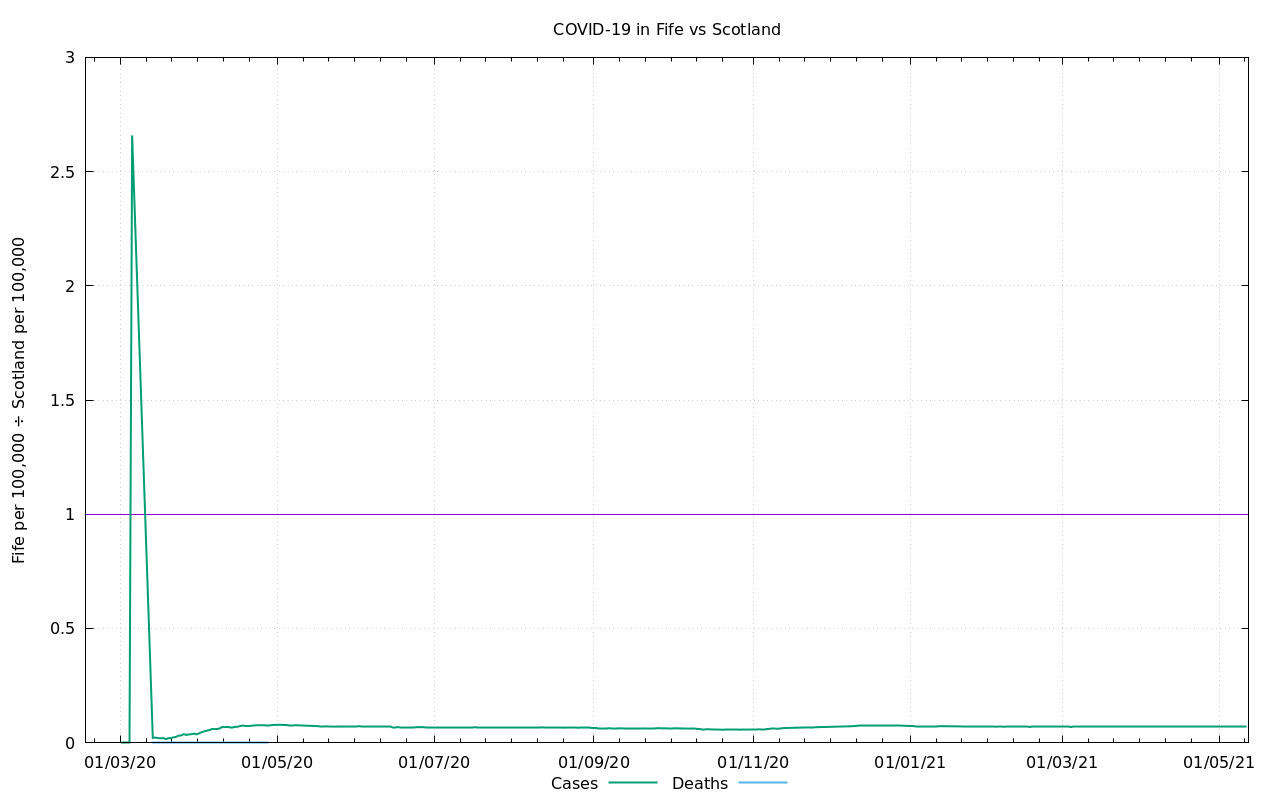 COVID-19 in Fife vs Scotland
Fife per 100,000 ÷ Scotland per 100,000
3
2.5
2
1.5
1
0.5
0
01/03/20 01/05/20 01/07/20 01/09/20 01/11/20 01/01/21 01/03/21 01/05/21
Cases Deaths